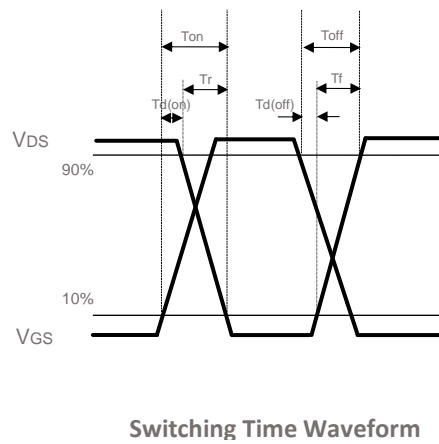 Ton
Toff
Tr
Tf
Td(on)
Td(off)
VDS
90%
10%
VGS
Switching Time Waveform